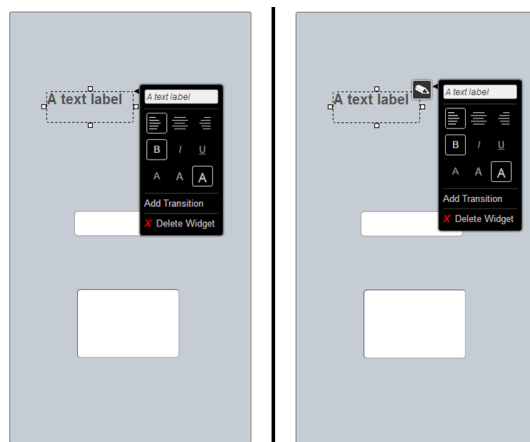 A text label
A text label
B I U
A A A
Add Transition
X Delete Widget
A text label
A text label
B I U
A A A
Add Transition
X Delete Widget